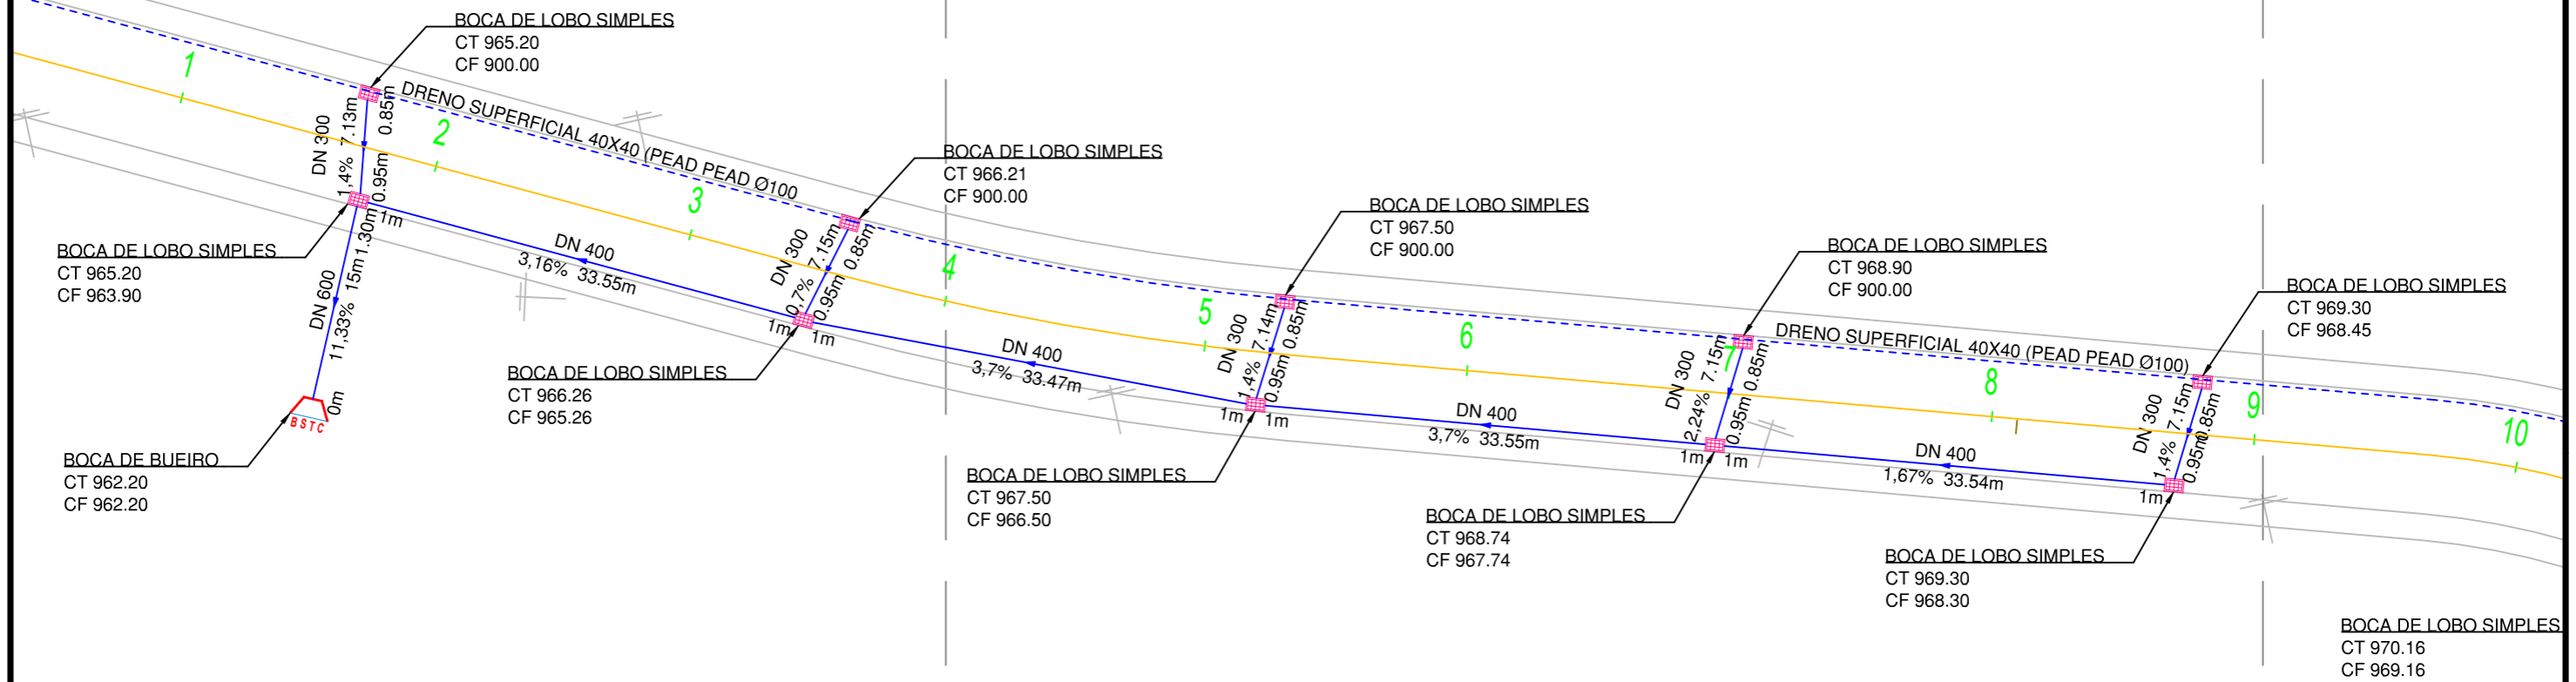 BOCA DE LOBO SIMPLES
CT 965.20
CF 900.00
1
DN 300
1,4% 7.13m
0.85m
0.95m
DRENO SUPERFICIAL 40X40 (PEAD PEAD Ø100
2
3
BOCA DE LOBO SIMPLES
CT 966.21
CF 900.00
BOCA DE LOBO SIMPLES
CT 967.50
CF 900.00
BOCA DE LOBO SIMPLES
CT 968.90
CF 900.00
BOCA DE LOBO SIMPLES
CT 969.30
CF 968.45
BOCA DE LOBO SIMPLES
CT 965.20
CF 963.90
1m
1.30m
DN 600
11,33% 15m
0m
BSTC
BOCA DE BUEIRO
CT 962.20
CF 962.20
DN 400
3,16% 33.55m
DN 300
0,7% 7.15m
0.85m
0.95m
1m
1m
4
BOCA DE LOBO SIMPLES
CT 966.26
CF 965.26
DN 400
3,7% 33.47m
5
DN 300
1,4% 7.14m
0.85m
0.95m
1m
1m
6
BOCA DE LOBO SIMPLES
CT 967.50
CF 966.50
DN 400
3,7% 33.55m
DN 300
2,24% 7.15m
0.85m
0.95m
7
1m
1m
DRENO SUPERFICIAL 40X40 (PEAD PEAD Ø100)
8
BOCA DE LOBO SIMPLES
CT 968.74
CF 967.74
DN 400
1,67% 33.54m
DN 300
1,4% 7.15m
0.85m
0.95m
1m
9
10
BOCA DE LOBO SIMPLES
CT 969.30
CF 968.30
BOCA DE LOBO SIMPLES
CT 970.16
CF 969.16